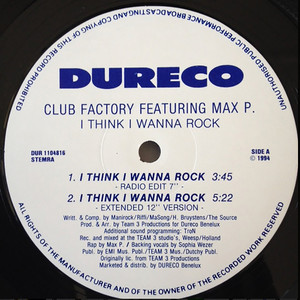 DURECO
CLUB FACTORY FEATURING MAX P.
I THINK I WANNA ROCK
DUR 1104816
STEMRA
SIDE A
℗ 1994
1. I THINK I WANNA ROCK 3:45
- RADIO EDIT 7" -
2. I THINK I WANNA ROCK 5:22
- EXTENDED 12" VERSION -
Writt. & Comp. by Manirock/Riffi/MaSong/H. Bruystens/The Source
Prod. & Arr. by Team 3 Productions for Dureco Benelux
Additional sound programming: TroN
Rec. and mixed at the TEAM 3 studio's, Weesp/Holland
Rap by Max P. / Backing vocals by Sophia Wezer
Publ. by EMI Mus. Publ./TEAM 3 Mus./Dutchy Publ.
Originally lic. from TEAM 3 Productions
Marketed & distrib. by DURECO Benelux
ALL RIGHTS OF THE MANUFACTURER AND OF THE OWNER OF THE RECORDED WORK RESERVED.
UNAUTHORISED PUBLIC PERFORMANCE BROADCASTING AND COPYING OF THIS RECORD PROHIBITED